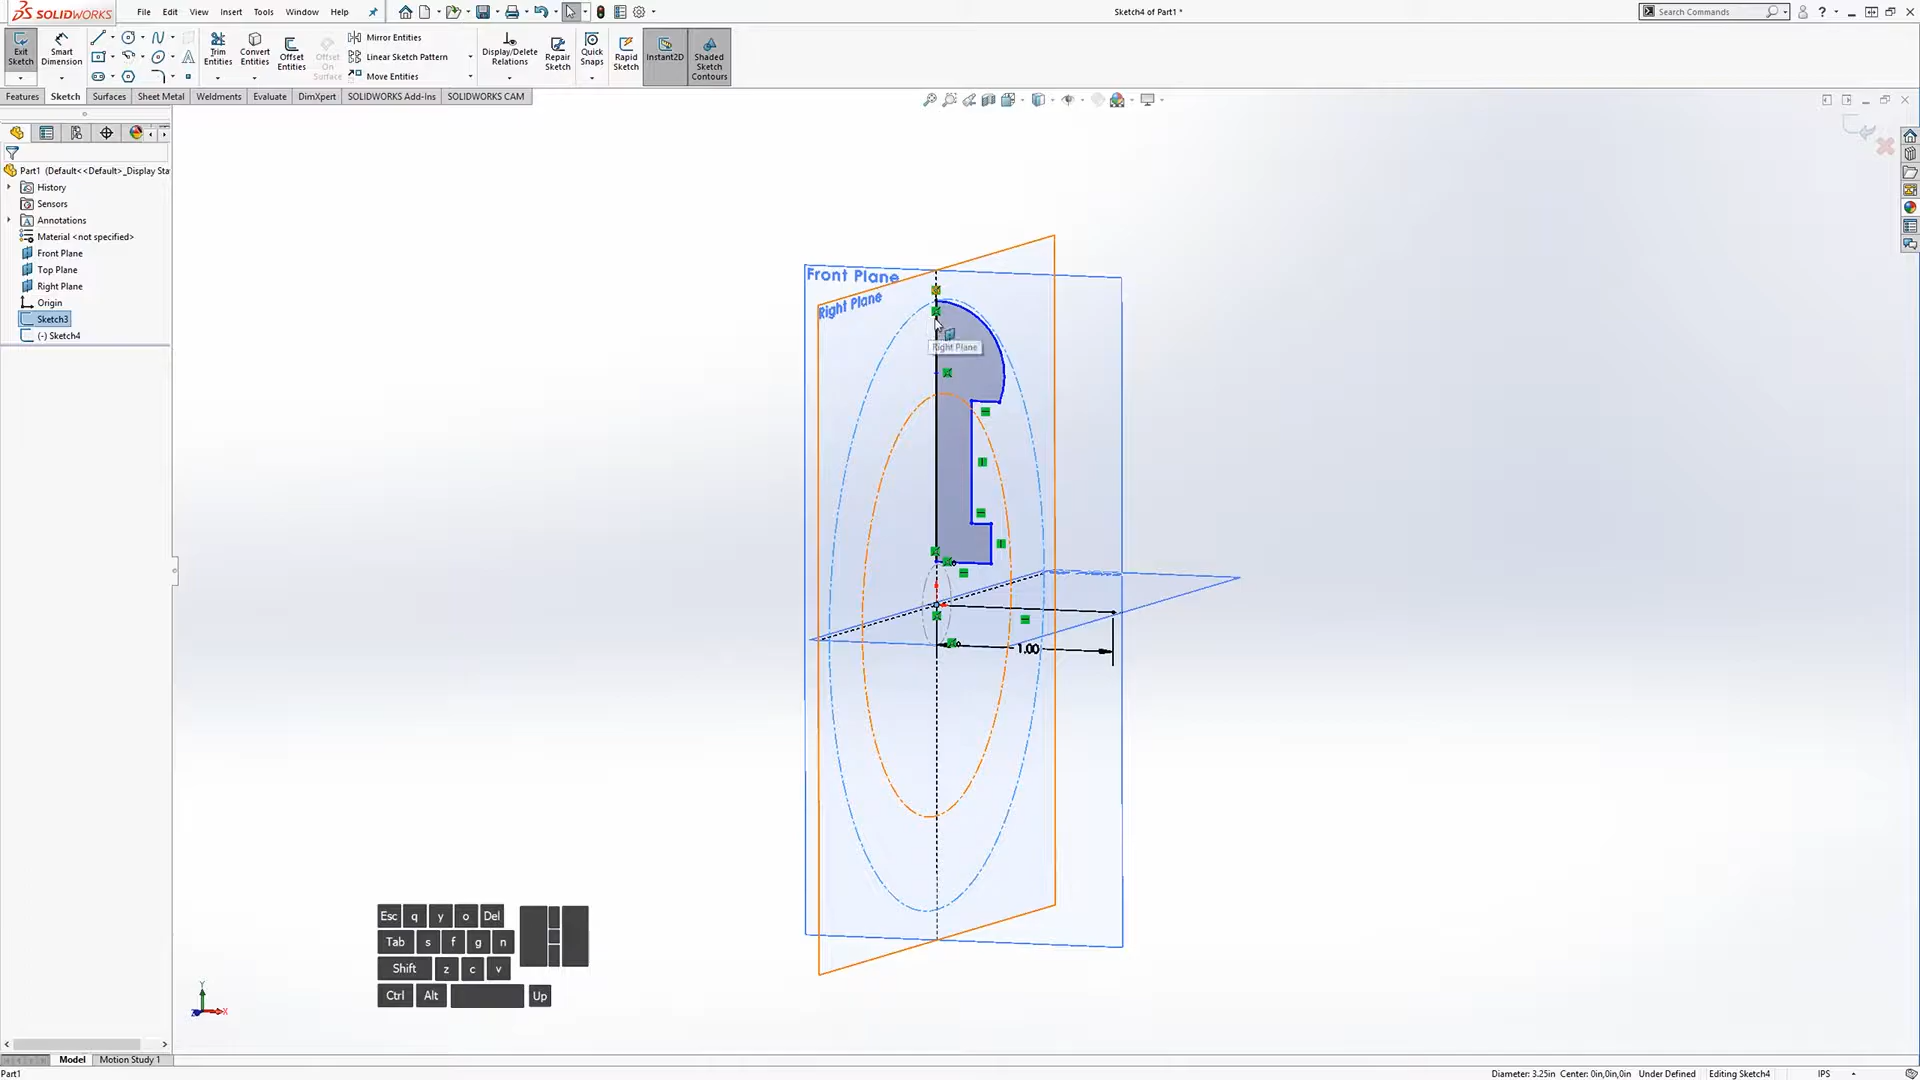 SOLIDWORKS
File
Edit
View
Insert
Tools
Window
Help
Sketch4 of Part1 *
Search Commands
Exit Sketch
Smart Dimension
Trim Entities
Convert Entities
Offset Entities
Offset On Surface
Mirror Entities
Linear Sketch Pattern
Move Entities
Display/Delete Relations
Repair Sketch
Quick Snaps
Rapid Sketch
Instant2D
Shaded Sketch Contours
Features
Sketch
Surfaces
Sheet Metal
Weldments
Evaluate
DimXpert
SOLIDWORKS Add-Ins
SOLIDWORKS CAM
Part1 (Default<<Default>_Display Sta
History
Sensors
Annotations
Material <not specified>
Front Plane
Top Plane
Right Plane
Origin
Sketch3
(-) Sketch4
Front Plane
Right Plane
Right Plane
1.00
Esc q y o Del
Tab s f g n
Shift z c v
Ctrl Alt Up
Y
X
Z
Model
Motion Study 1
Part1
Diameter: 3.25in Center: 0in,0in,0in
Under Defined
Editing Sketch4
IPS